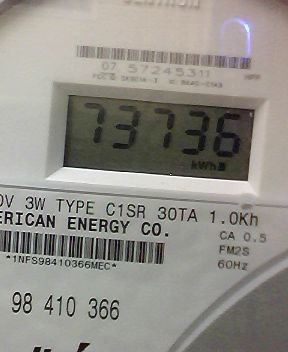 CENTRON
07 57245311
73736
kWh
0V 3W TYPE C1SR 30TA 1.0Kh
ERICAN ENERGY CO.
CA 0.5
*1NFS98410366MEC*
FM2S
60Hz
98 410 366